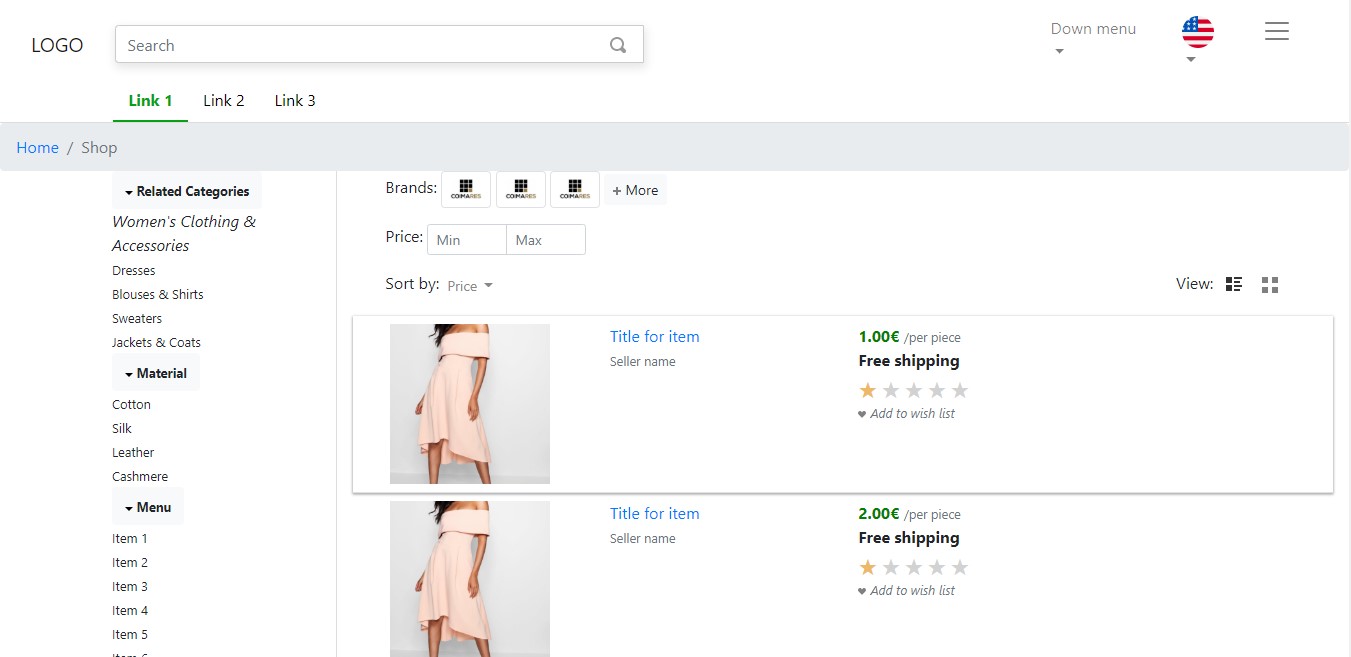 LOGO
Search
Down menu
Link 1
Link 2
Link 3
Home / Shop
Related Categories
Women's Clothing &
Accessories
Dresses
Blouses & Shirts
Sweaters
Jackets & Coats
Material
Cotton
Silk
Leather
Cashmere
Menu
Item 1
Item 2
Item 3
Item 4
Item 5
Brands:
COIMARES
COIMARES
COIMARES
+ More
Price:
Min
Max
Sort by: Price
View:
Title for item
Seller name
1.00€ /per piece
Free shipping
Add to wish list
Title for item
Seller name
2.00€ /per piece
Free shipping
Add to wish list